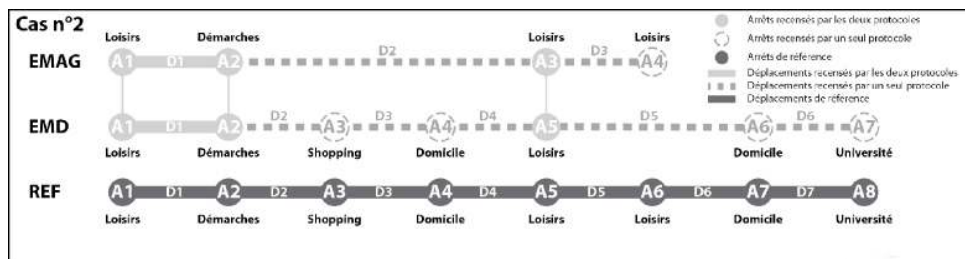 Cas n°2
Loisirs Démarches Loisirs Loisirs
EMAG A1 D1 A2 D2 A3 D3 A4
EMD A1 D1 A2 D2 A3 D3 A4 D4 A5 D5 A6 D6 A7
Loisirs Démarches Shopping Domicile Loisirs Domicile Université
REF A1 D1 A2 D2 A3 D3 A4 D4 A5 D5 A6 D6 A7 D7 A8
Loisirs Démarches Shopping Domicile Loisirs Loisirs Domicile Université
Arrêts recensés par les deux protocoles
Arrêts recensés par un seul protocole
Arrêts de référence
Déplacements recensés par les deux protocoles
Déplacements recensés par un seul protocole
Déplacements de référence